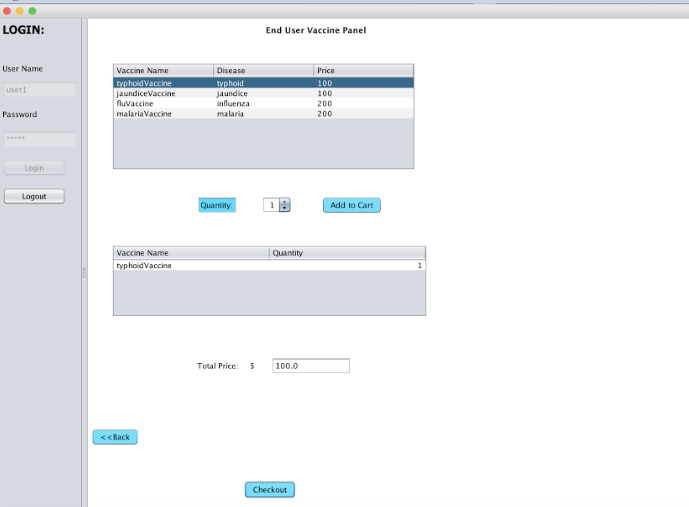 LOGIN:
End User Vaccine Panel
User Name
user1
Password
*****
Login
Logout
Vaccine Name Disease Price
typhoidVaccine typhoid 100
jaundiceVaccine jaundice 100
fluVaccine influenza 200
malariaVaccine malaria 200
Quantity: 1 Add to Cart
Vaccine Name Quantity
typhoidVaccine 1
Total Price: $ 100.0
<<Back
Checkout